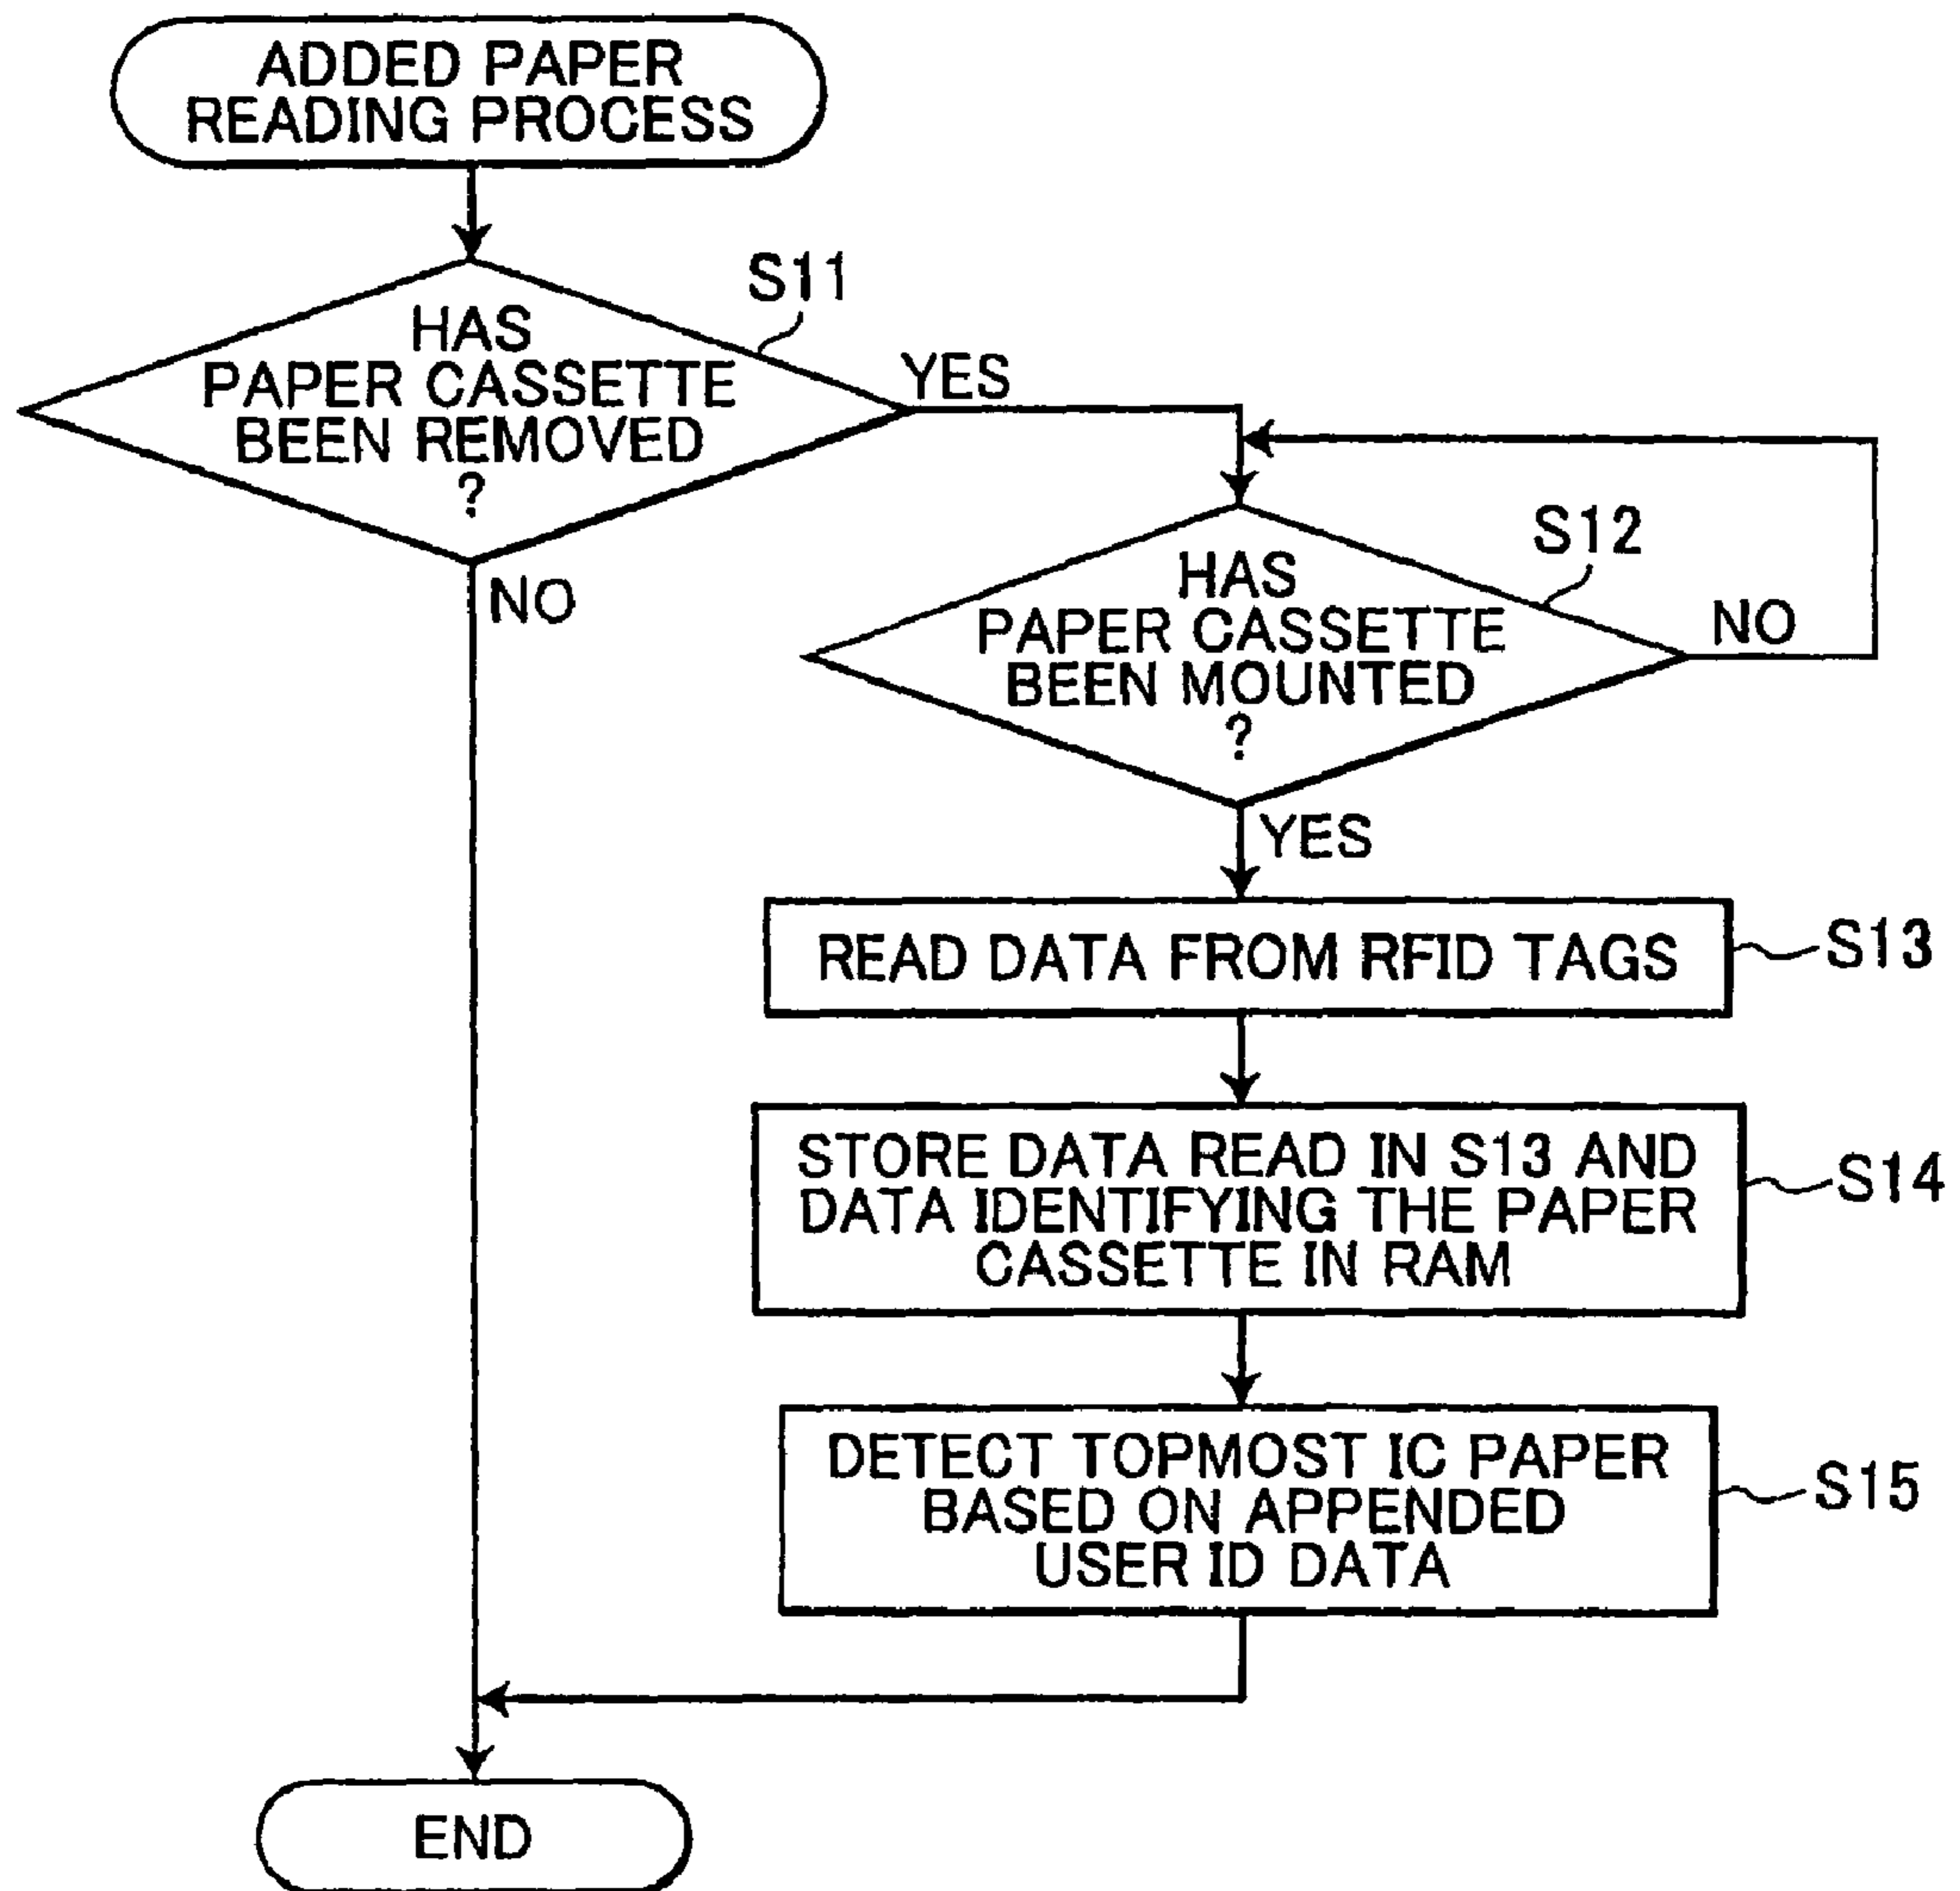 ADDED PAPER
READING PROCESS
S11
HAS
PAPER CASSETTE
BEEN REMOVED
?
YES
NO
S12
HAS
PAPER CASSETTE
BEEN MOUNTED
?
NO
YES
READ DATA FROM RFID TAGS
S13
STORE DATA READ IN S13 AND
DATA IDENTIFYING THE PAPER
CASSETTE IN RAM
S14
DETECT TOPMOST IC PAPER
BASED ON APPENDED
USER ID DATA
S15
END